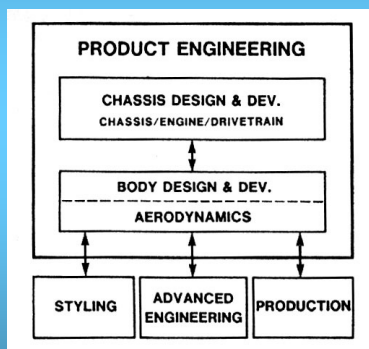 PRODUCT ENGINEERING
CHASSIS DESIGN & DEV.
CHASSIS/ENGINE/DRIVETRAIN
BODY DESIGN & DEV.
AERODYNAMICS
STYLING
ADVANCED
ENGINEERING
PRODUCTION